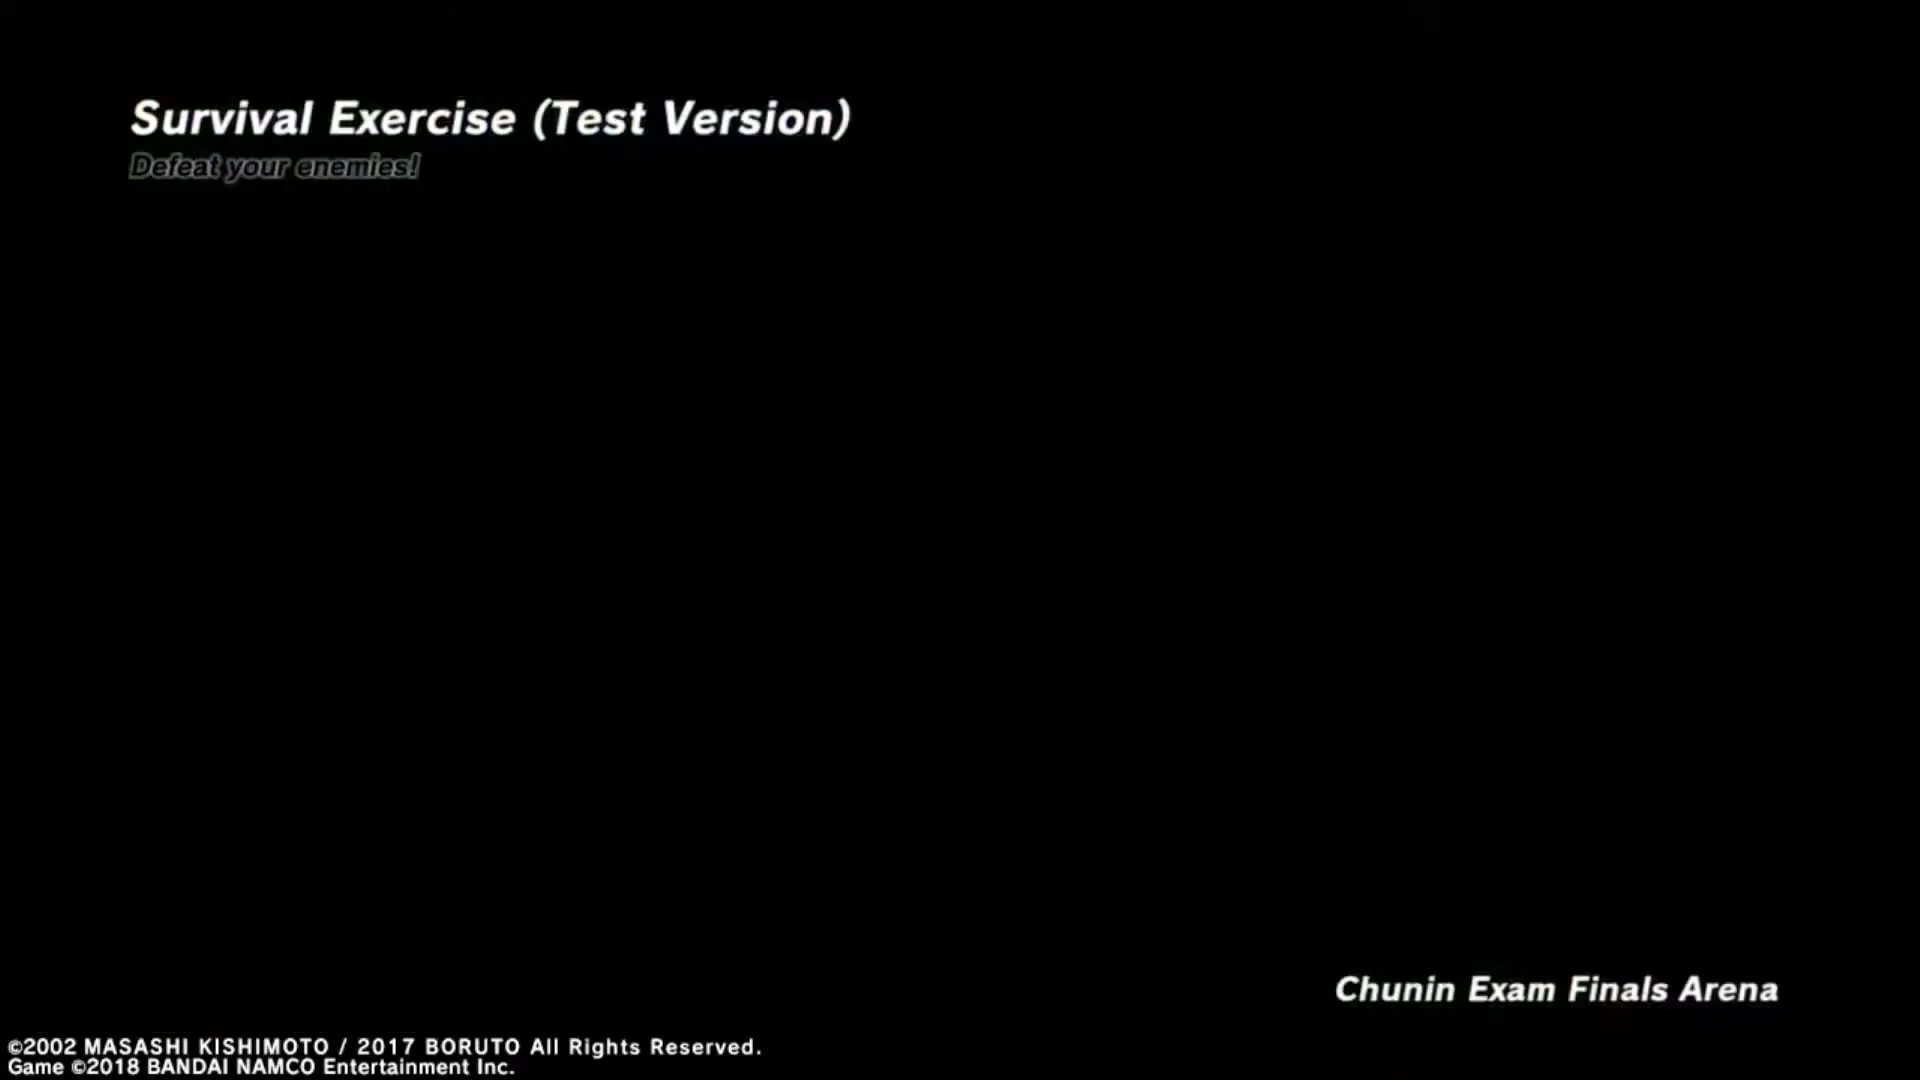 Survival Exercise (Test Version)
Defeat your enemies!
Chunin Exam Finals Arena
©2002 MASASHI KISHIMOTO / 2017 BORUTO All Rights Reserved.
Game ©2018 BANDAI NAMCO Entertainment Inc.